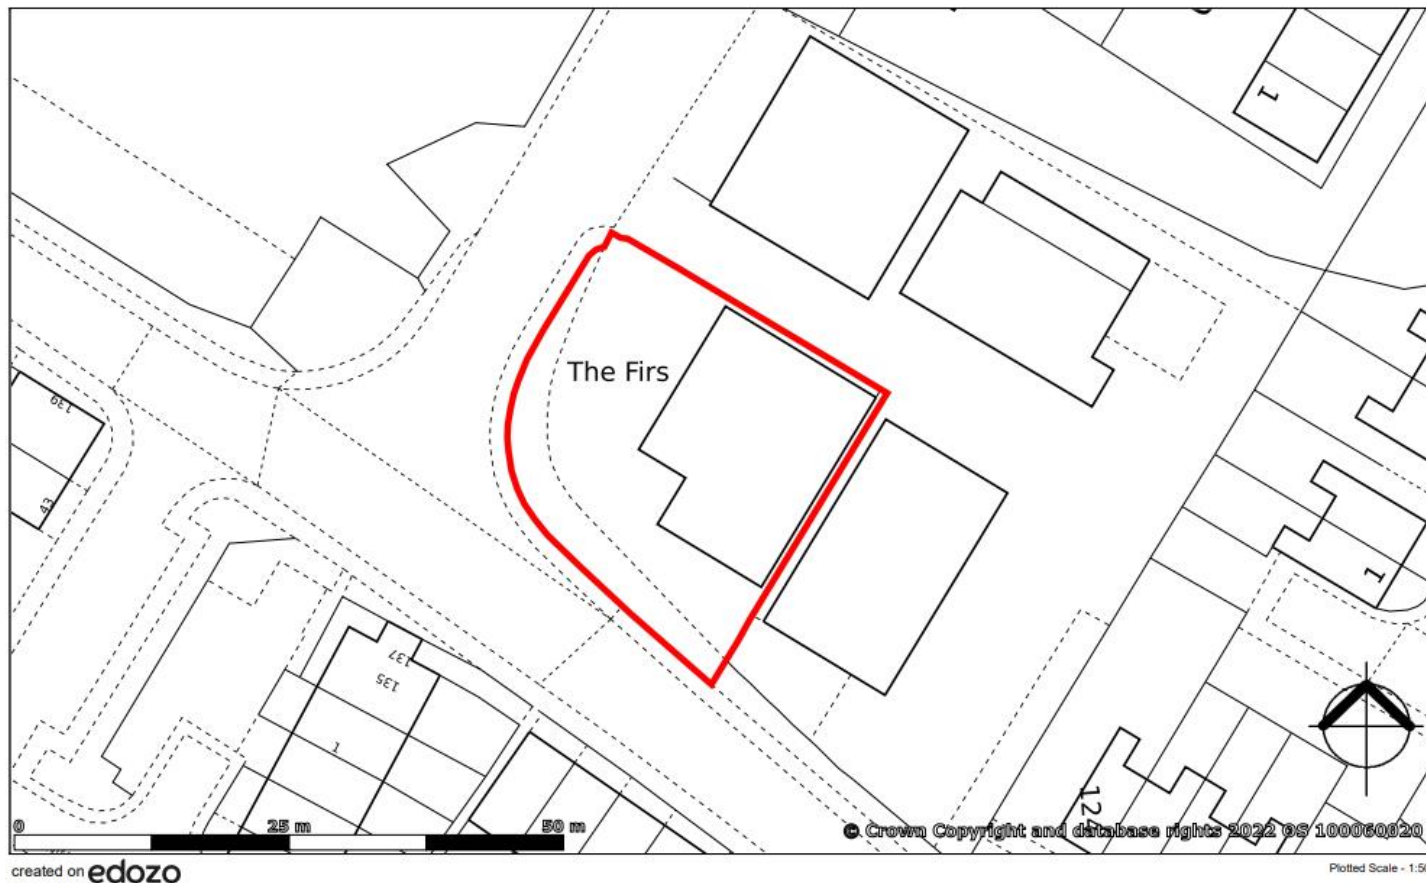 1
The Firs
139
43
137
135
1
1
124
0 25 m 50 m
© Crown Copyright and database rights 2022 OS 100060020
created on edozo
Plotted Scale - 1:50